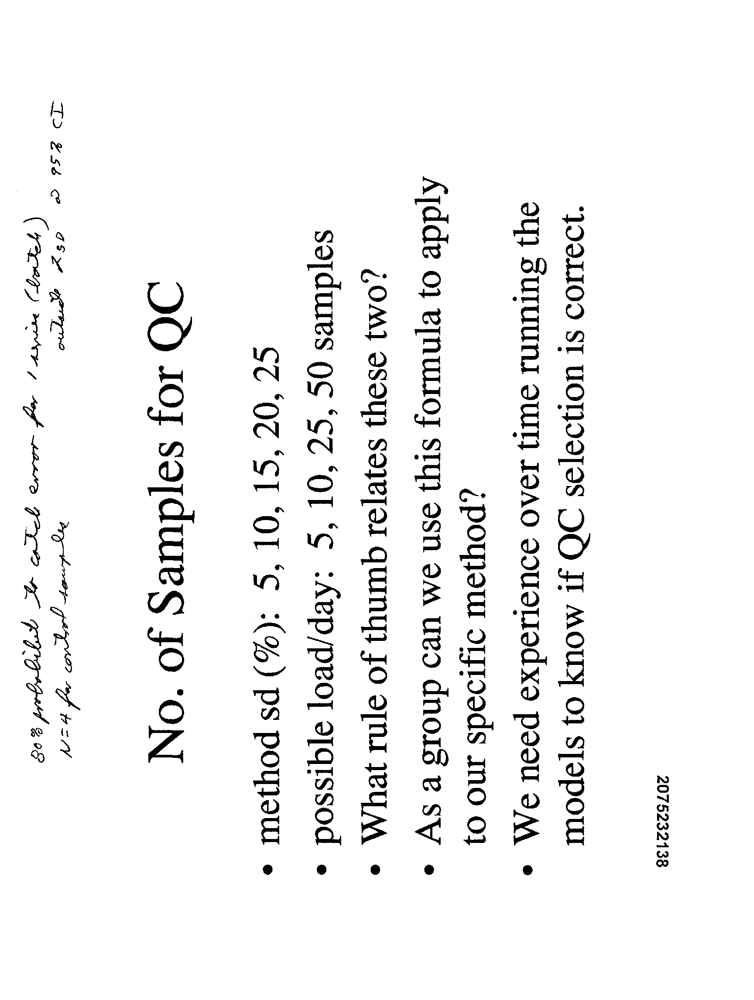 80% probabilit to catch error for 1 series (batch)
outside 2 SD @ 95% CI
N=4 for control samples
No. of Samples for QC
• method sd (%): 5, 10, 15, 20, 25
• possible load/day: 5, 10, 25, 50 samples
• What rule of thumb relates these two?
• As a group can we use this formula to apply
to our specific method?
• We need experience over time running the
models to know if QC selection is correct.
2075232138